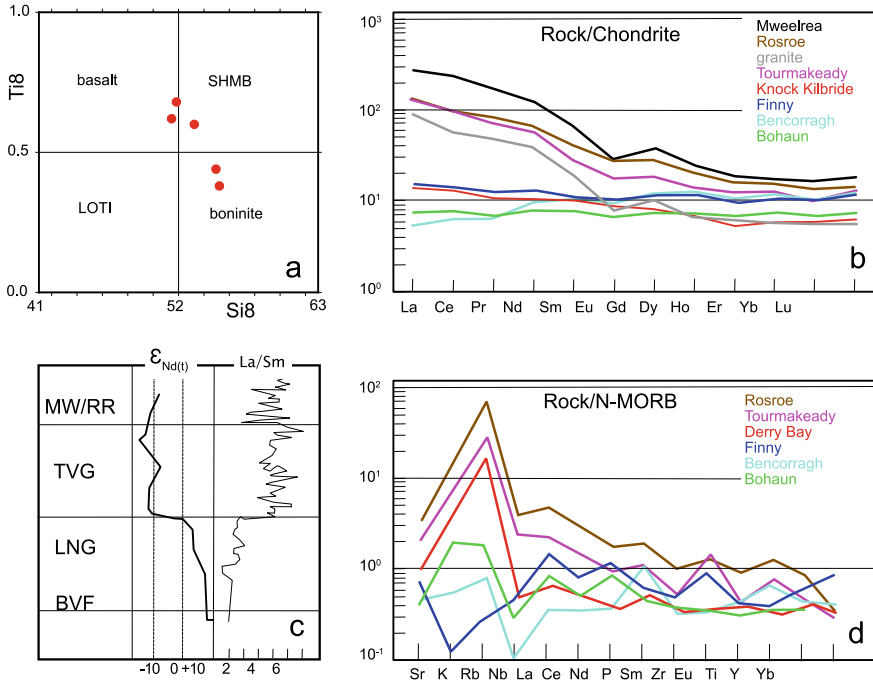 1.0
Ti8
0.5
0.0
basalt
SHMB
LOTI
boninite
a
41
52
63
Si8
10³
10²
10¹
10⁰
Rock/Chondrite
Mweelrea
Rosroe
granite
Tourmakeady
Knock Kilbride
Finny
Bencorragh
Bohaun
b
La Ce Pr Nd Sm Eu Gd Dy Ho Er Yb Lu
εNd(t)
La/Sm
MW/RR
TVG
LNG
BVF
c
-10 0 +10 2 4 6
10²
10¹
10⁰
10⁻¹
Rock/N-MORB
Rosroe
Tourmakeady
Derry Bay
Finny
Bencorragh
Bohaun
d
Sr K Rb Nb La Ce Nd P Sm Zr Eu Ti Y Yb